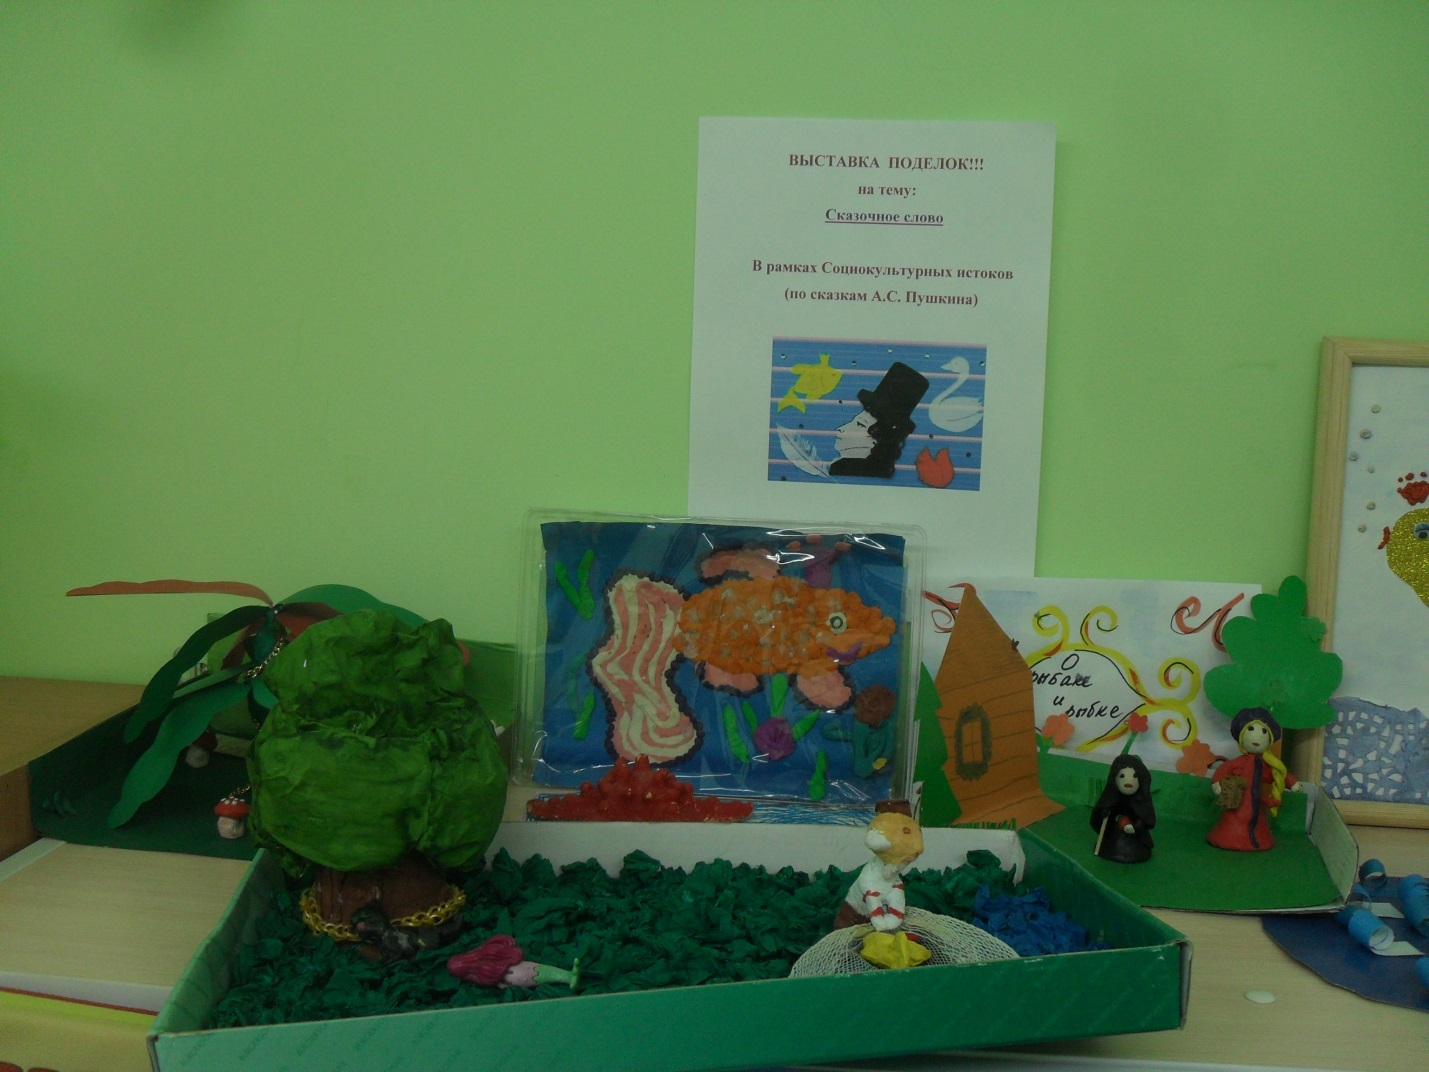 ВЫСТАВКА ПОДЕЛОК!!!
на тему:
Сказочное слово
В рамках Социокультурных истоков
(по сказкам А.С. Пушкина)
О
рыбаке
и рыбке